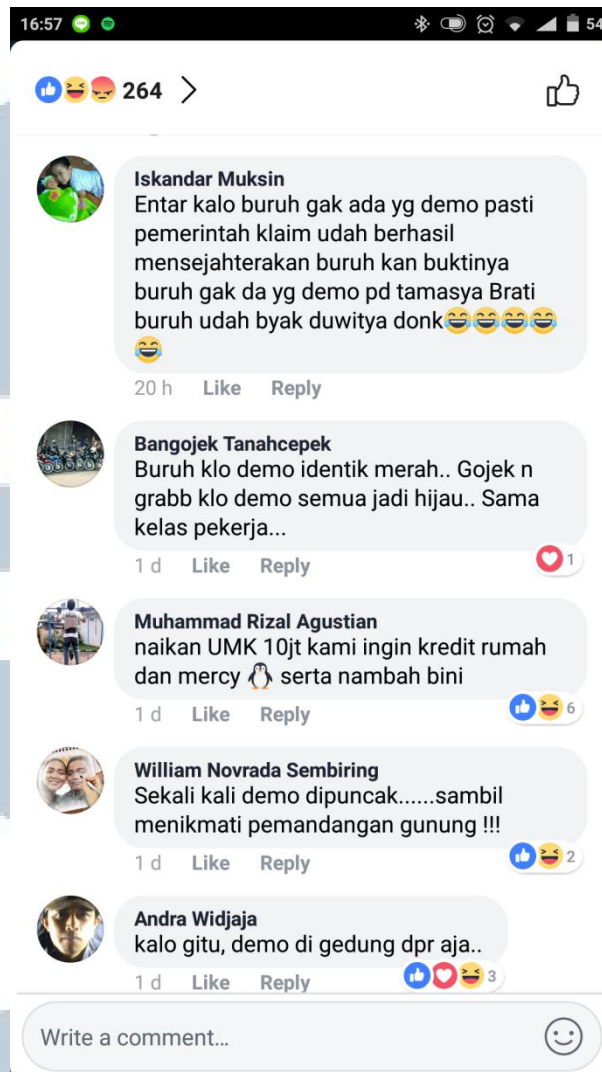 16:57
54
264
Iskandar Muksin
Entar kalo buruh gak ada yg demo pasti
pemerintah klaim udah berhasil
mensejahterakan buruh kan buktinya
buruh gak da yg demo pd tamasya Brati
buruh udah byak duwitya donk😂😂😂😂
😂
20 h Like Reply
Bangojek Tanahcepek
Buruh klo demo identik merah.. Gojek n
grabb klo demo semua jadi hijau.. Sama
kelas pekerja...
1 d Like Reply 1
Muhammad Rizal Agustian
naikan UMK 10jt kami ingin kredit rumah
dan mercy 🐧 serta nambah bini
1 d Like Reply 6
William Novrada Sembiring
Sekali kali demo dipuncak......sambil
menikmati pemandangan gunung !!!
1 d Like Reply 2
Andra Widjaja
kalo gitu, demo di gedung dpr aja..
1 d Like Reply 3
Write a comment...